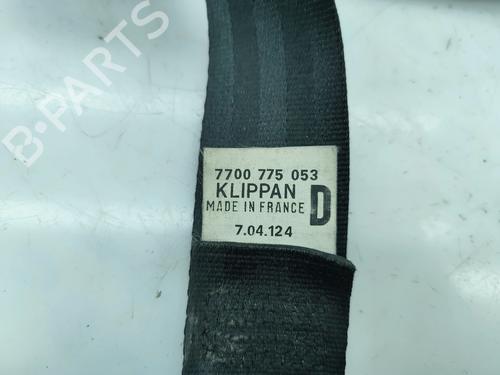 B-PARTS
7700 775 053
KLIPPAN
MADE IN FRANCE D
7.04.124